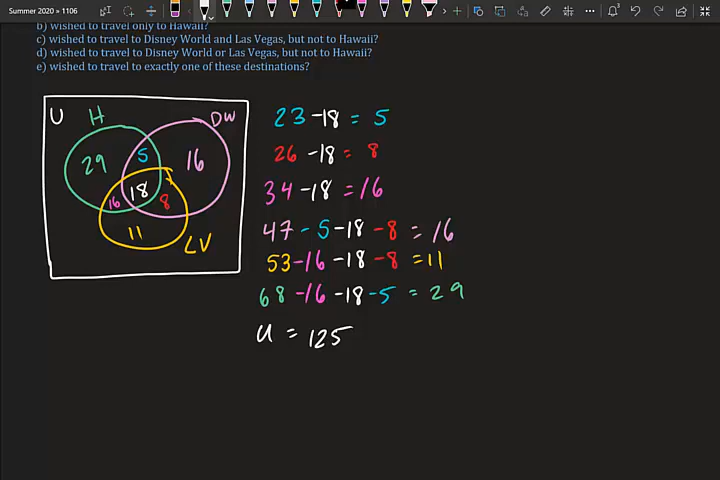 Summer 2020 > 1106
b) wished to travel only to Hawaii?
c) wished to travel to Disney World and Las Vegas, but not to Hawaii?
d) wished to travel to Disney World or Las Vegas, but not to Hawaii?
e) wished to travel to exactly one of these destinations?
U H DW
29 5 16
16 18 8
11 LV
23 - 18 = 5
26 - 18 = 8
34 - 18 = 16
47 - 5 - 18 - 8 = 16
53 - 16 - 18 - 8 = 11
68 - 16 - 18 - 5 = 29
U = 125